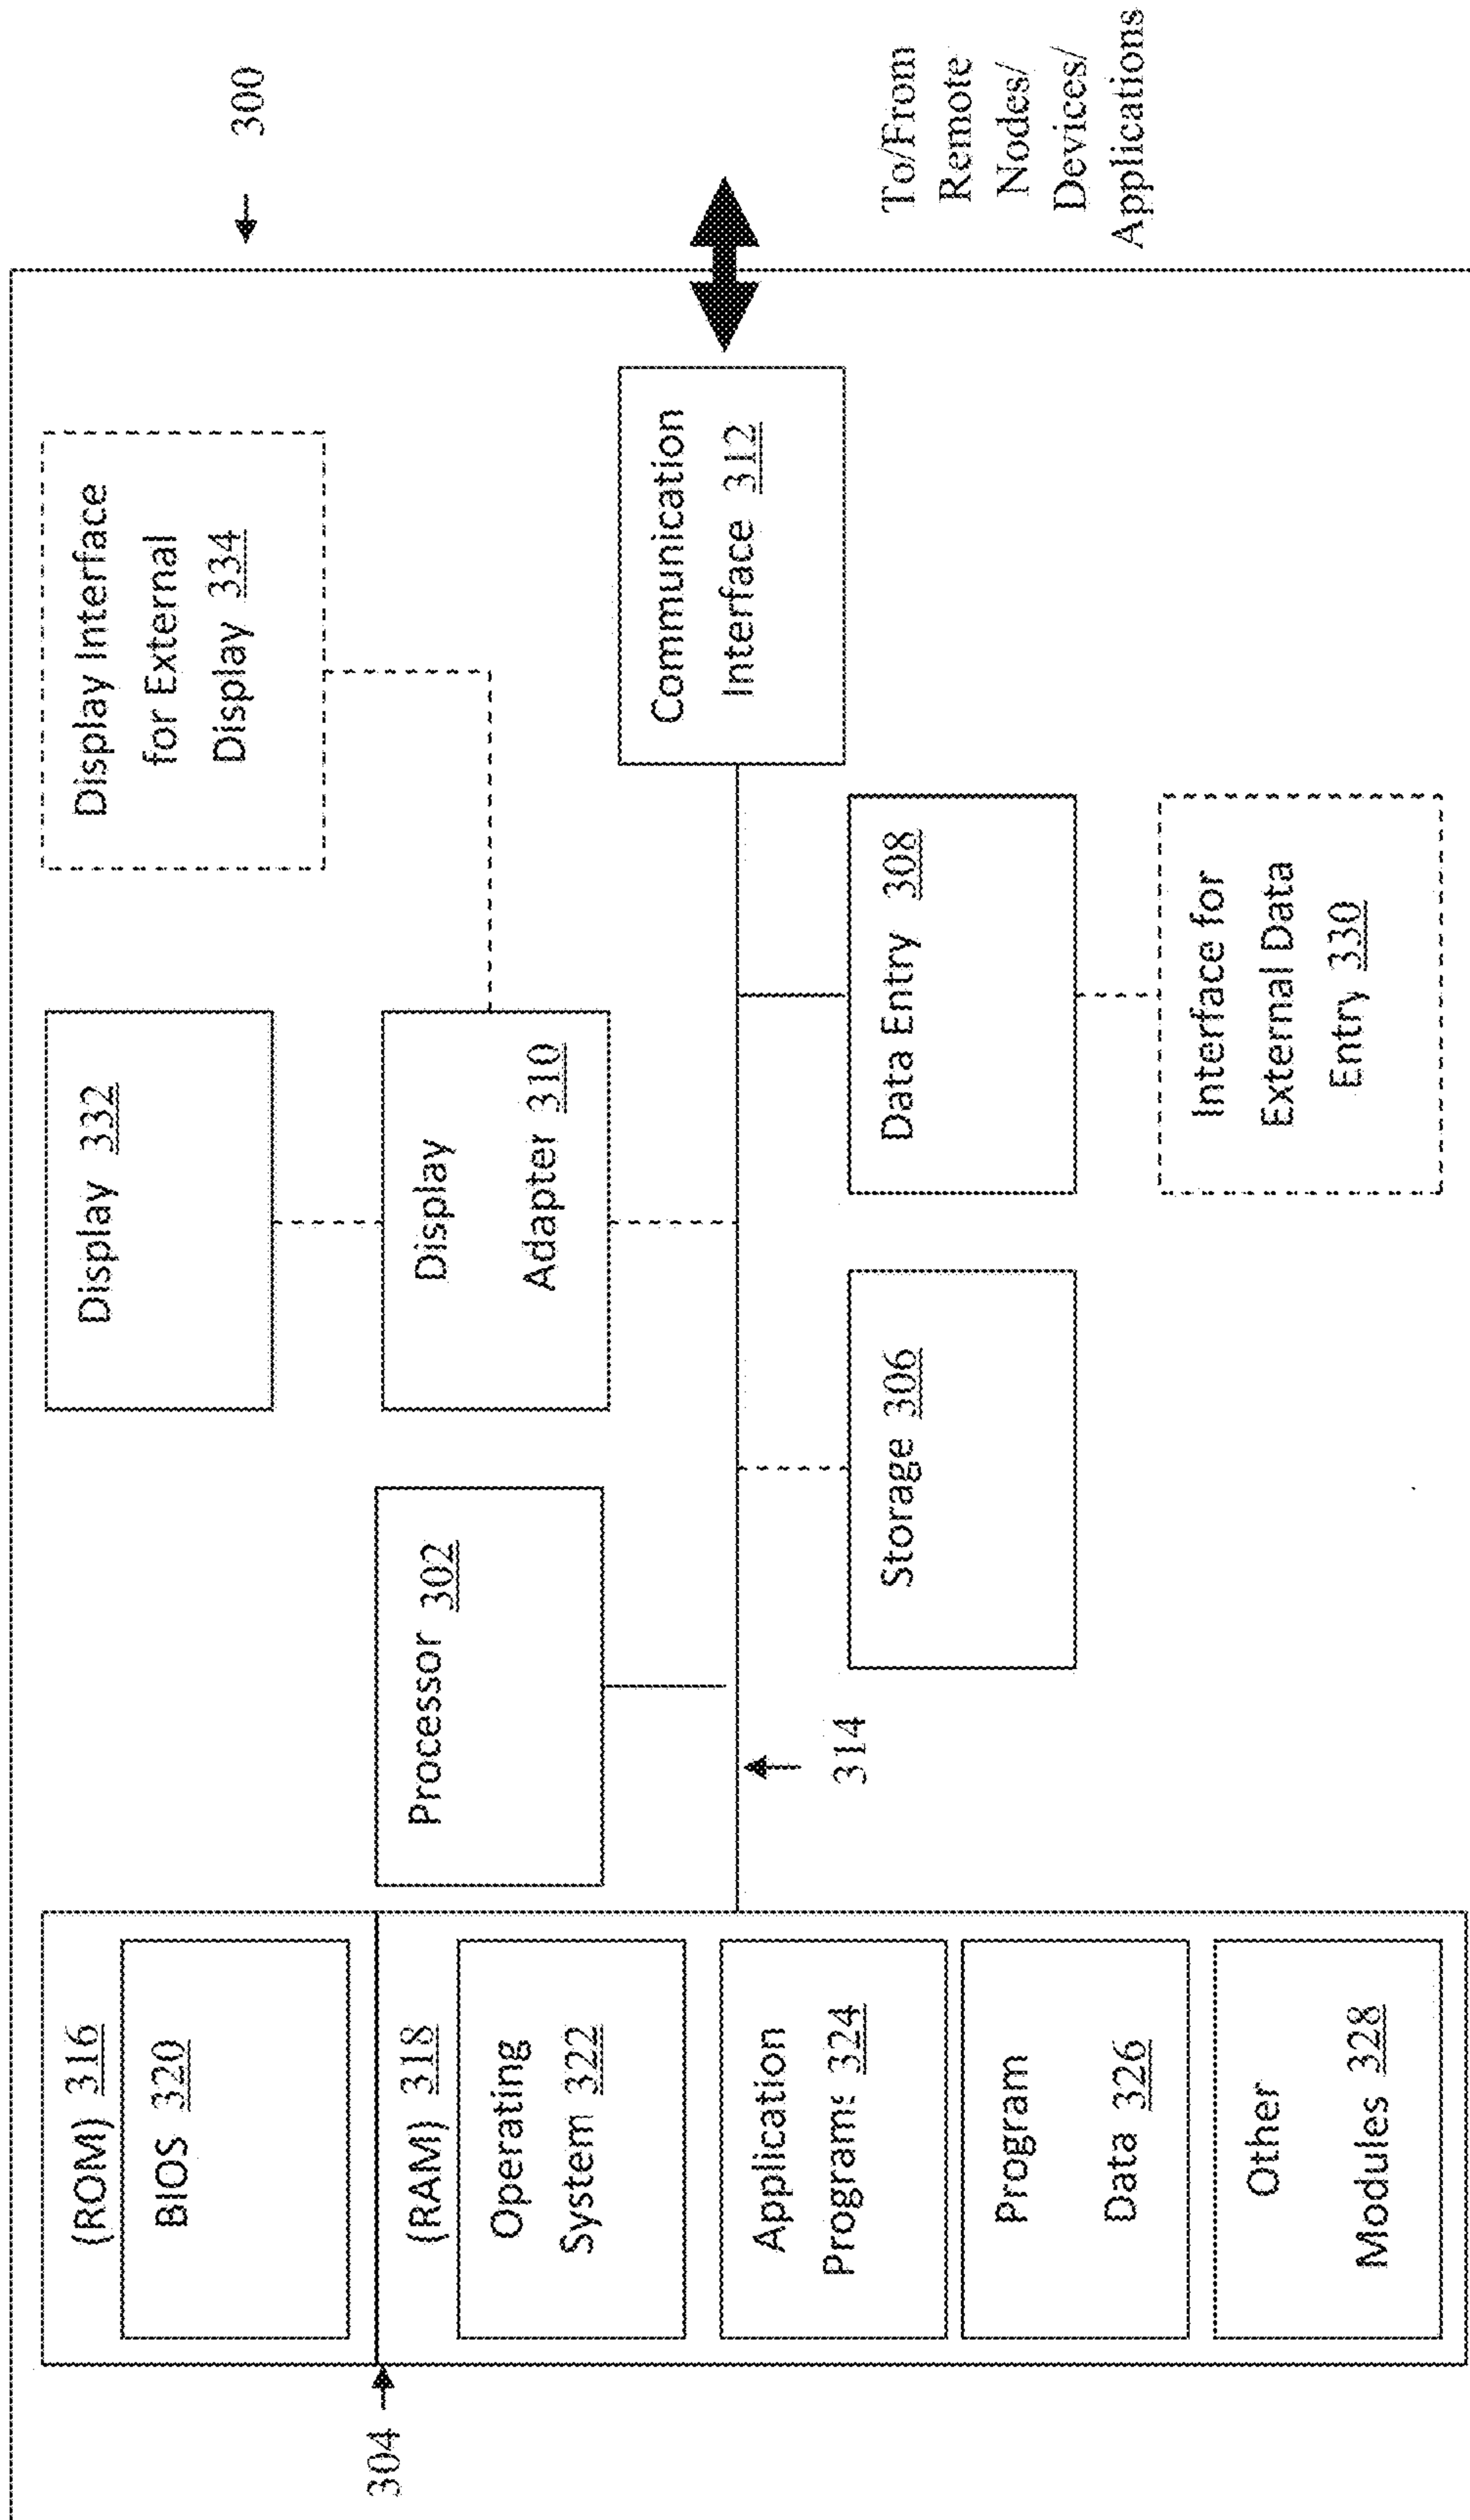 300
(ROM) 316
BIOS 320
304
(RAM) 318
Operating
System 322
Application
Programs 324
Program
Data 326
Other
Modules 328
Processor 302
314
Display 332
Display
Adapter 310
Storage 306
Display Interface
for External
Display 334
Data Entry 308
Interface for
External Data
Entry 330
Communication
Interface 312
To/From
Remote
Nodes/
Devices/
Applications